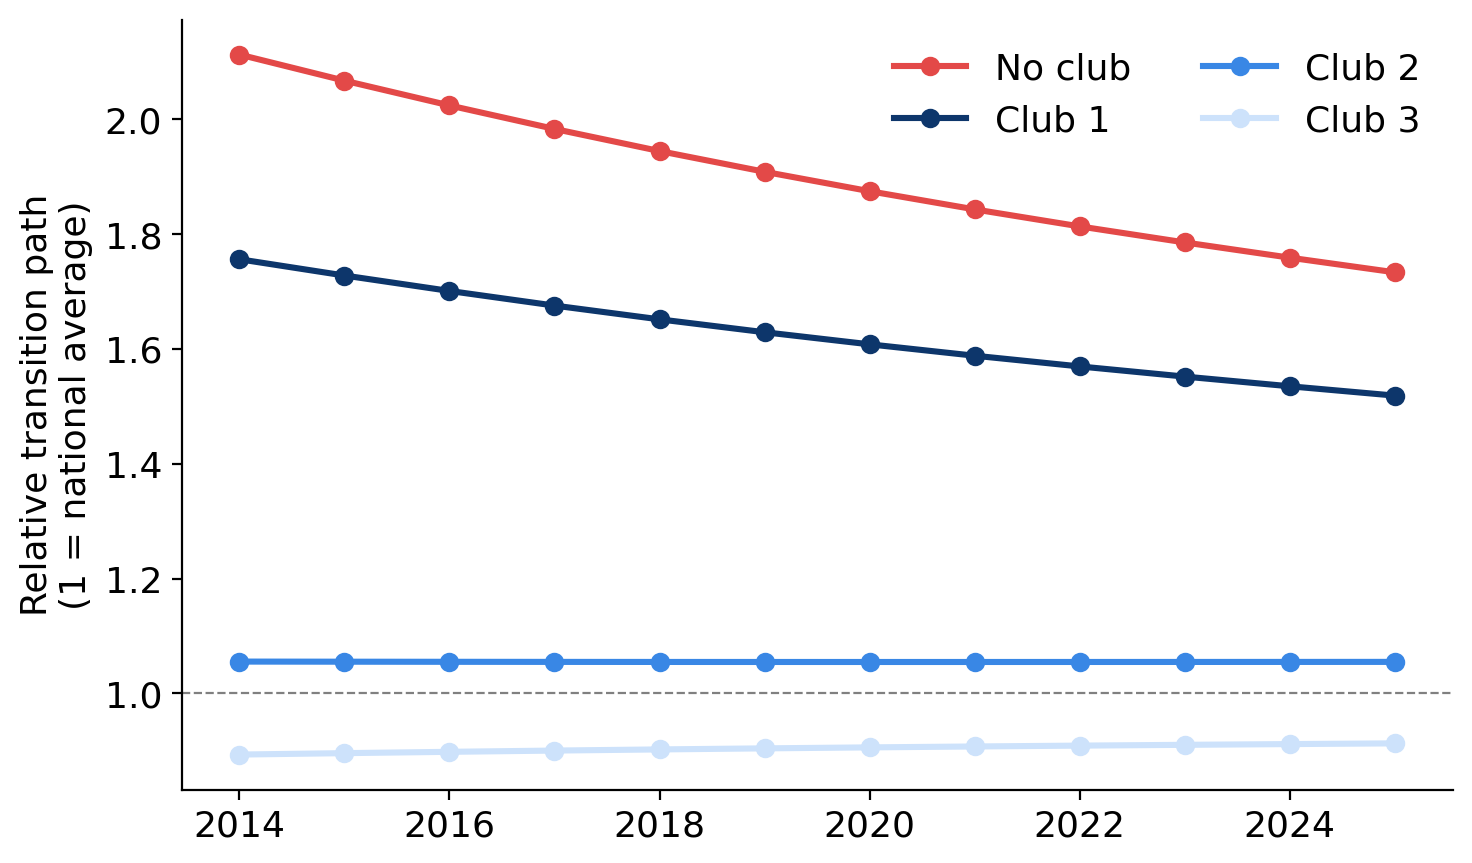 Relative transition path
(1 = national average)
2.0
1.8
1.6
1.4
1.2
1.0
2014
2016
2018
2020
2022
2024
No club
Club 1
Club 2
Club 3